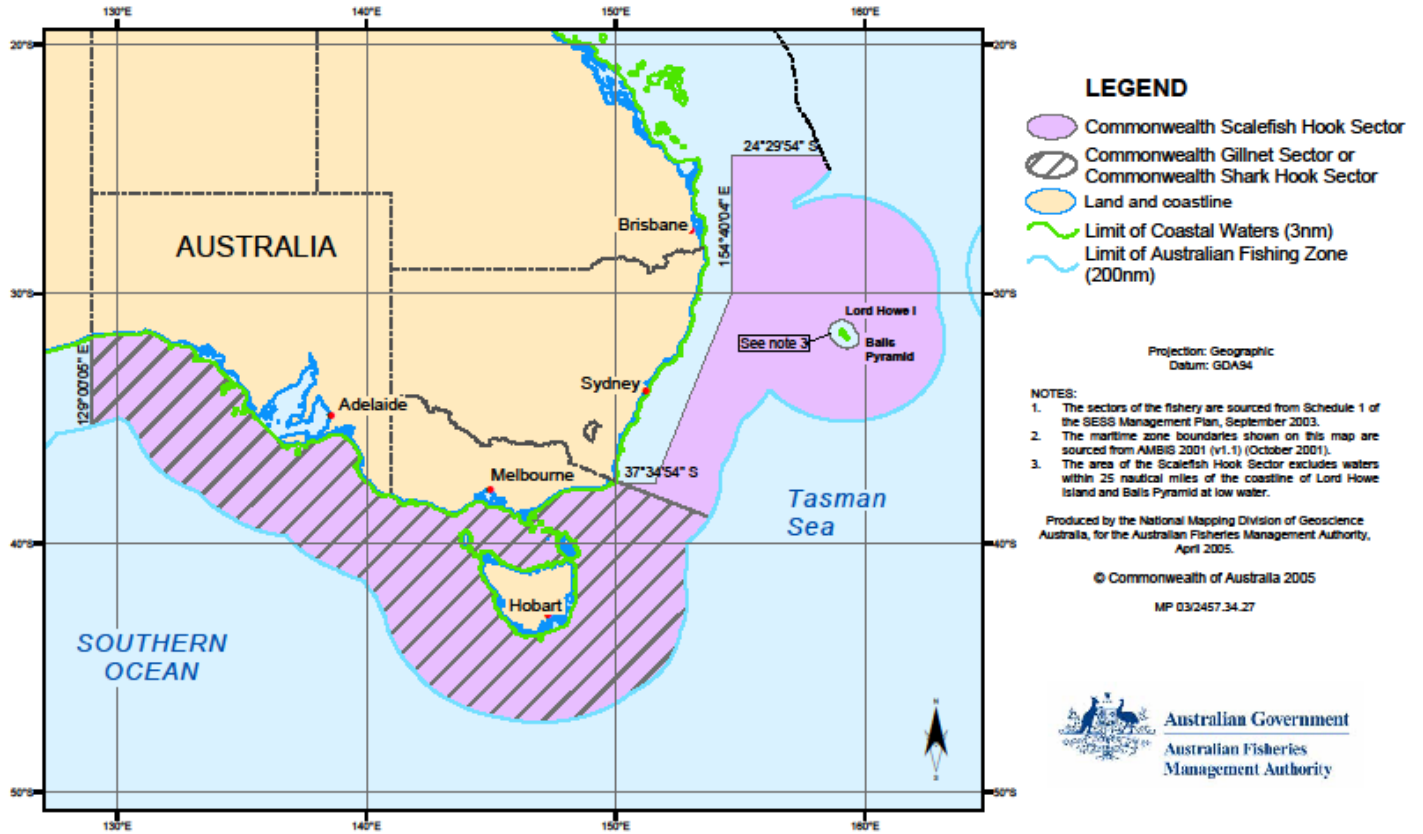 130°E 140°E 150°E 160°E
20°S 20°S
24°29'54" S
154°40'04" E
Brisbane
AUSTRALIA
30°S 30°S
Lord Howe I
See note 3
Balls
Pyramid
129°00'05" E
Sydney
Adelaide
37°34'54" S
Melbourne
Tasman
Sea
40°S 40°S
Hobart
SOUTHERN
OCEAN
N
S
50°S 50°S
130°E 140°E 150°E 160°E
LEGEND
Commonwealth Scalefish Hook Sector
Commonwealth Gillnet Sector or
Commonwealth Shark Hook Sector
Land and coastline
Limit of Coastal Waters (3nm)
Limit of Australian Fishing Zone
(200nm)
Projection: Geographic
Datum: GDA94
NOTES:
1. The sectors of the fishery are sourced from Schedule 1 of
the SESS Management Plan, September 2003.
2. The maritime zone boundaries shown on this map are
sourced from AMBIS 2001 (v1.1) (October 2001).
3. The area of the Scalefish Hook Sector excludes waters
within 25 nautical miles of the coastline of Lord Howe
Island and Balls Pyramid at low water.
Produced by the National Mapping Division of Geoscience
Australia, for the Australian Fisheries Management Authority,
April 2005.
© Commonwealth of Australia 2005
MP 03/2457.34.27
Australian Government
Australian Fisheries
Management Authority